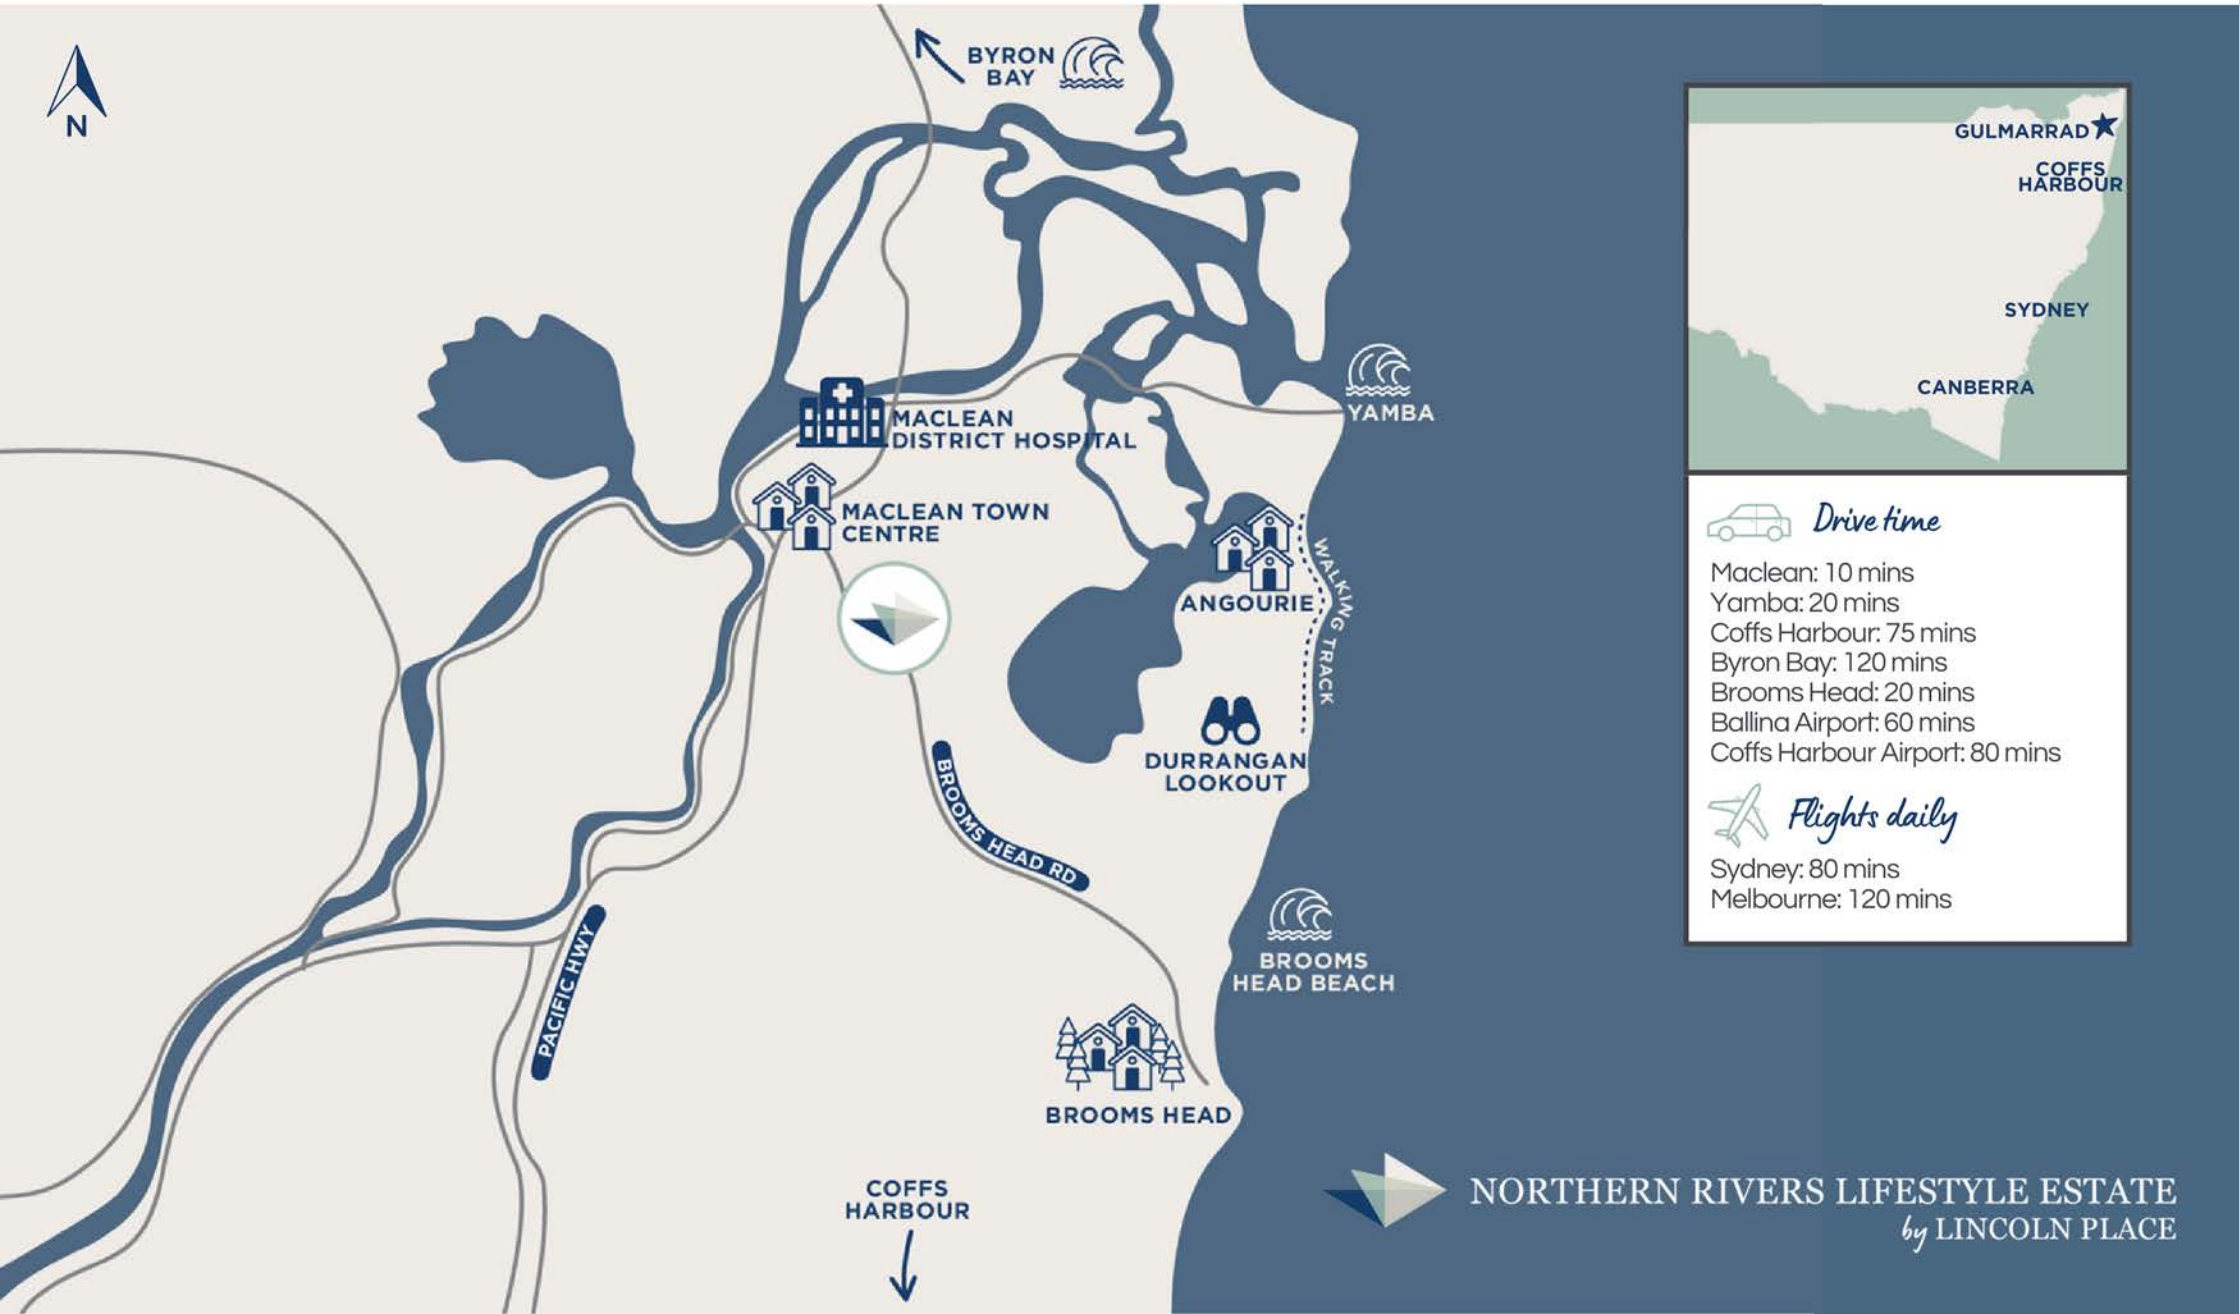 N
BYRON
BAY
MACLEAN
DISTRICT HOSPITAL
YAMBA
MACLEAN TOWN
CENTRE
ANGOURIE
WALKING TRACK
DURRANGAN
LOOKOUT
BROOMS HEAD RD
PACIFIC HWY
BROOMS
HEAD BEACH
BROOMS HEAD
COFFS
HARBOUR
GULMARRAD
COFFS
HARBOUR
SYDNEY
CANBERRA
Drive time
Maclean: 10 mins
Yamba: 20 mins
Coffs Harbour: 75 mins
Byron Bay: 120 mins
Brooms Head: 20 mins
Ballina Airport: 60 mins
Coffs Harbour Airport: 80 mins
Flights daily
Sydney: 80 mins
Melbourne: 120 mins
NORTHERN RIVERS LIFESTYLE ESTATE
by LINCOLN PLACE